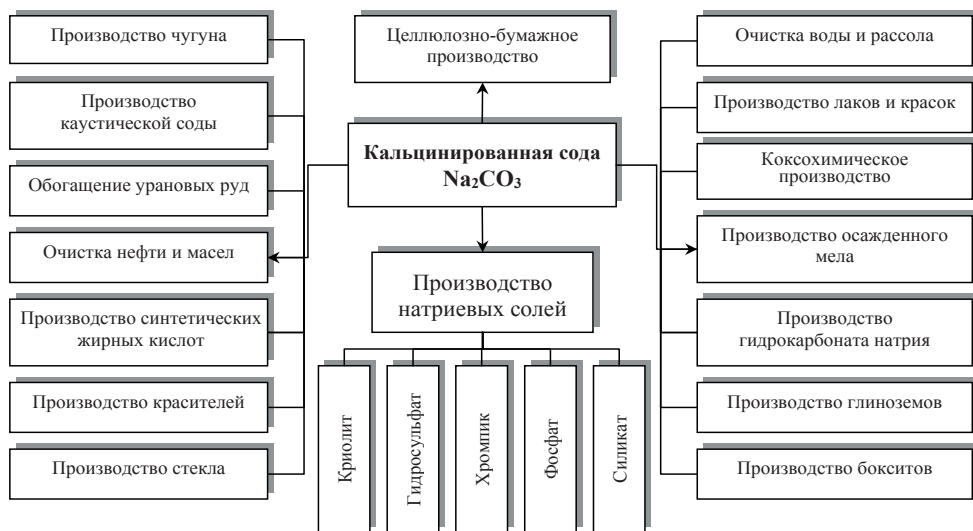 Производство чугуна
Производство
каустической соды
Обогащение урановых руд
Очистка нефти и масел
Производство синтетических
жирных кислот
Производство красителей
Производство стекла
Целлюлозно-бумажное
производство
Кальцинированная сода
Na₂CO₃
Производство
натриевых солей
Криолит
Гидросульфат
Хромпик
Фосфат
Силикат
Очистка воды и рассола
Производство лаков и красок
Коксохимическое
производство
Производство осажденного
мела
Производство
гидрокарбоната натрия
Производство глиноземов
Производство бокситов